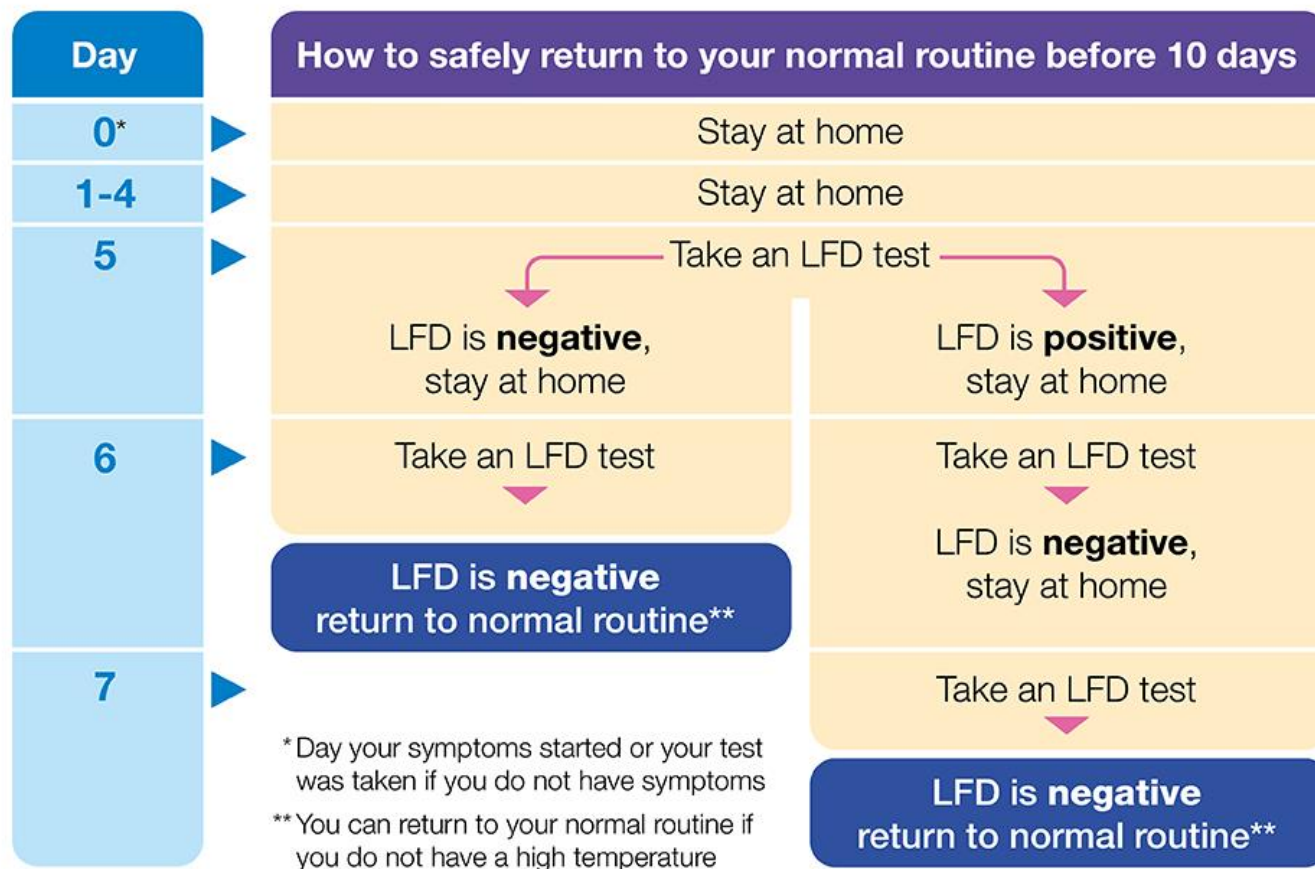 Day
How to safely return to your normal routine before 10 days
0*
Stay at home
1-4
Stay at home
5
Take an LFD test
LFD is negative,
stay at home
LFD is positive,
stay at home
6
Take an LFD test
LFD is negative
return to normal routine**
Take an LFD test
LFD is negative,
stay at home
7
Take an LFD test
LFD is negative
return to normal routine**
* Day your symptoms started or your test
was taken if you do not have symptoms
** You can return to your normal routine if
you do not have a high temperature